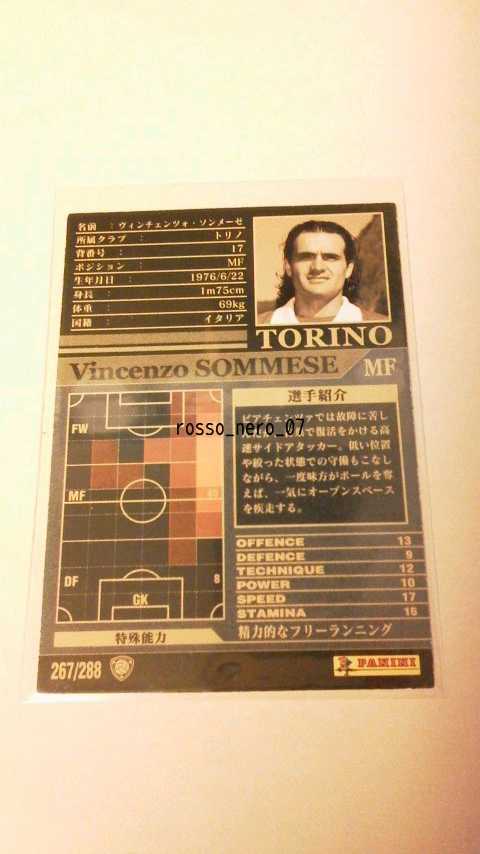 名前 : ヴィンチェンツォ・ソンメーゼ
所属クラブ : トリノ
背番号 : 17
ポジション : MF
生年月日 : 1976/6/22
身長 : 1m75cm
体重 : 69kg
国籍 : イタリア
TORINO
Vincenzo SOMMESE MF
FW
MF
DF 8
GK
選手紹介
ピアチェンツァでは故障に苦し
で復活をかける高
速サイドアタッカー。低い位置
や絞った状態での守備もこなし
ながら、一度味方がボールを奪
えば、一気にオープンスペース
を疾走する。
rosso_nero_07
OFFENCE 13
DEFENCE 9
TECHNIQUE 12
POWER 10
SPEED 17
STAMINA 16
特殊能力 精力的なフリーランニング
267/288
PANINI